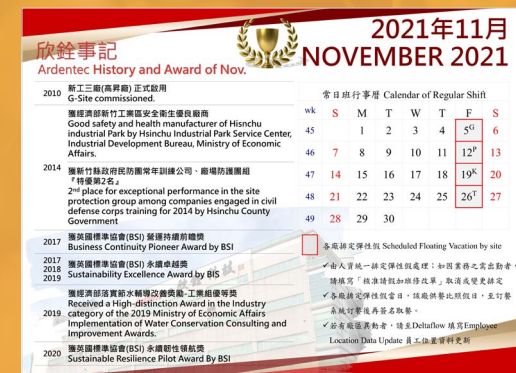 2021年11月
NOVEMBER 2021
欣銓事記
Ardentec History and Award of Nov.
2010 新工三廠(高昇廠) 正式啟用
G-Site commissioned.
2014 獲經濟部新竹工業區安全衛生優良廠商
Good safety and health manufacturer of Hisnchu
industrial Park by Hsinchu Industrial Park Service Center,
Industrial Development Bureau, Ministry of Economic
Affairs.
獲新竹縣政府民防團常年訓練公司、廠場防護團組
『特優第2名』
2nd place for exceptional performance in the site
protection group among companies engaged in civil
defense corps training for 2014 by Hsinchu County
Government
2017 獲英國標準協會(BSI) 營運持續前瞻獎
Business Continuity Pioneer Award by BSI
2017
2018
2019
獲英國標準協會(BSI) 永續卓越獎
Sustainability Excellence Award by BIS
2019 獲經濟部落實節水輔導改善獎勵-工業組優等獎
Received a High-distinction Award in the Industry
category of the 2019 Ministry of Economic Affairs
Implementation of Water Conservation Consulting and
Improvement Awards.
2020 獲英國標準協會(BSI) 永續韌性領航獎
Sustainable Resilience Pilot Award By BSI
常日班行事曆 Calendar of Regular Shift
wk S M T W T F S
45 1 2 3 4 5G 6
46 7 8 9 10 11 12P 13
47 14 15 16 17 18 19K 20
48 21 22 23 24 25 26T 27
49 28 29 30
各廠排定彈性假 Scheduled Floating Vacation by site
✓由人資統一排定彈性假處理；如因業務之需出勤者，
請填寫「核准請假加班修改單」取消或變更排定
✓各廠排定彈性假當日，該廠供餐比照假日，星訂餐
系統訂餐後再簽名取餐。
✓若有廠區異動者，請至Deltaflow 填寫Employee
Location Data Update 員工位置資料更新